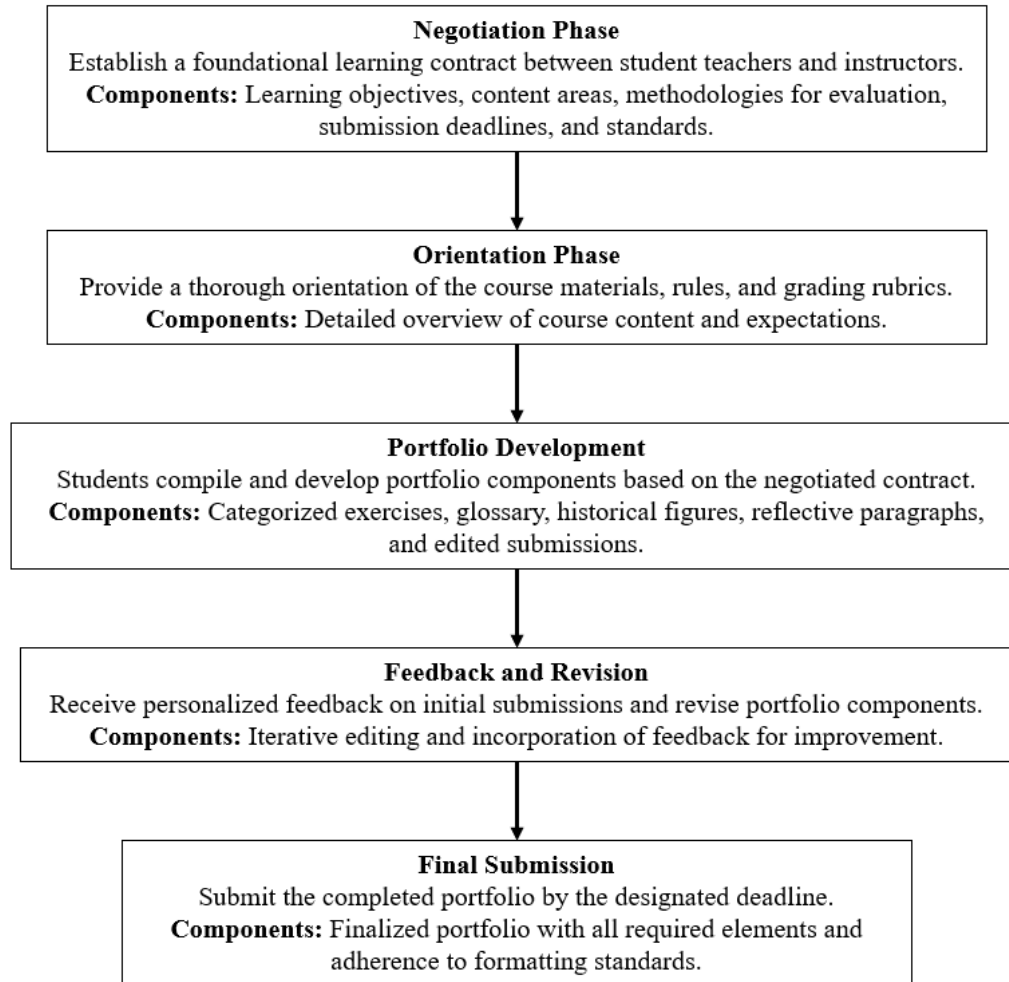 Negotiation Phase
Establish a foundational learning contract between student teachers and instructors.
Components: Learning objectives, content areas, methodologies for evaluation,
submission deadlines, and standards.
Orientation Phase
Provide a thorough orientation of the course materials, rules, and grading rubrics.
Components: Detailed overview of course content and expectations.
Portfolio Development
Students compile and develop portfolio components based on the negotiated contract.
Components: Categorized exercises, glossary, historical figures, reflective paragraphs,
and edited submissions.
Feedback and Revision
Receive personalized feedback on initial submissions and revise portfolio components.
Components: Iterative editing and incorporation of feedback for improvement.
Final Submission
Submit the completed portfolio by the designated deadline.
Components: Finalized portfolio with all required elements and
adherence to formatting standards.